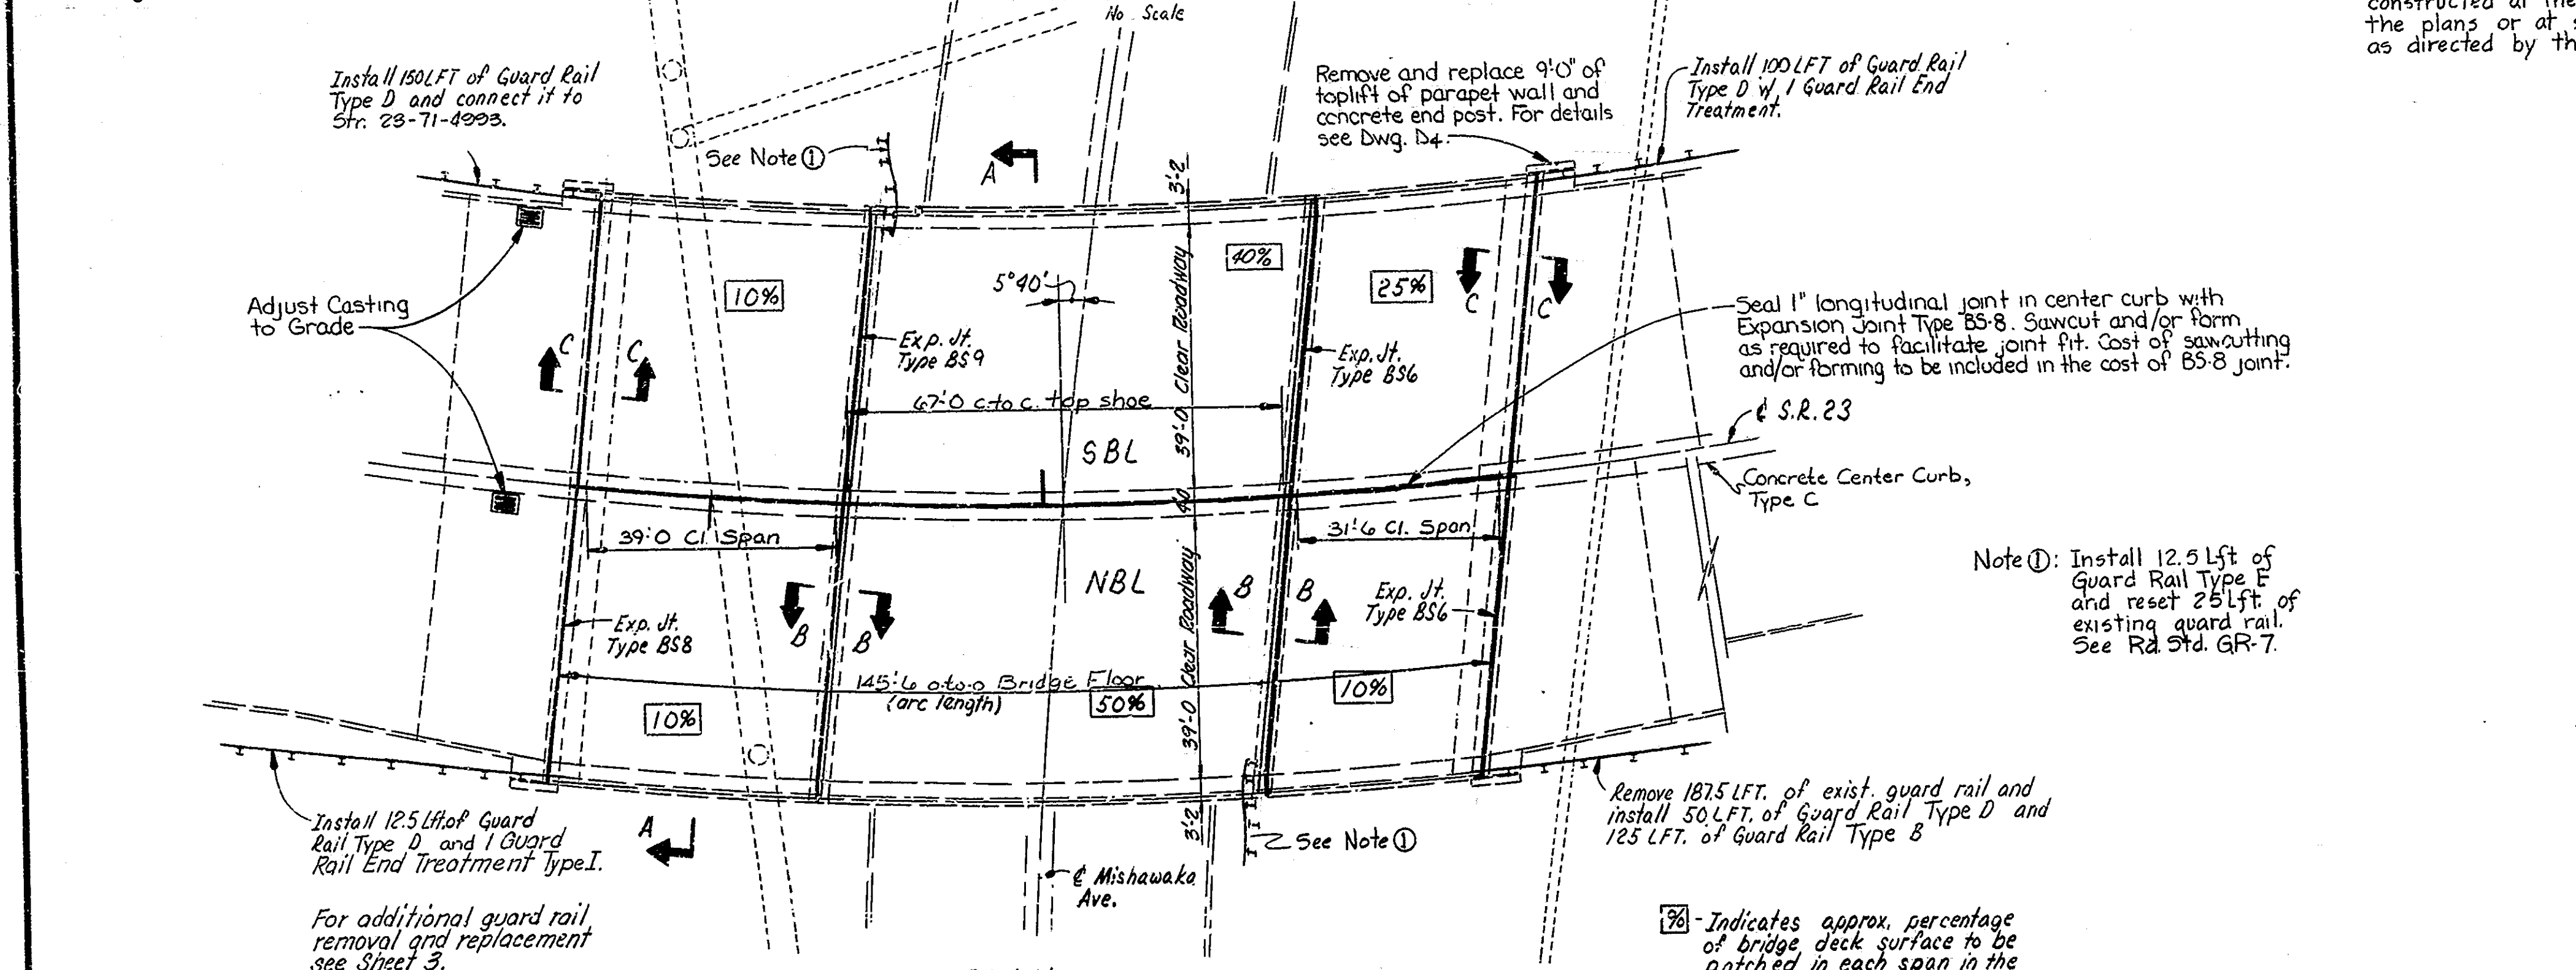 No Scale
the plans or at
as directed by
Install 150 LFT of Guard Rail
Type D and connect it to
Str. 23-71-4993.
See Note ①
A
Remove and replace 9'-0" of
toplift of parapet wall and
concrete end post. For details
see Dwg. D4.
Install 100 LFT of Guard Rail
Type D w/ 1 Guard Rail End
Treatment.
3'-2
Adjust Casting
to Grade
10%
5°40'
40%
25%
C
C
C
C
39'-0 Clear Roadway
Exp. Jt.
Type BS9
Exp. Jt.
Type BS6
Seal 1" longitudinal joint in center curb with
Expansion Joint Type BS-8. Sawcut and/or form
as required to facilitate joint fit. Cost of sawcutting
and/or forming to be included in the cost of BS-8 joint.
67'-0 c.to c. top shoe
SBL
℄ S.R. 23
Concrete Center Curb,
Type C
4'0
39'-0 Cl. Span
31'-6 Cl. Span
NBL
B
B
B
B
Exp. Jt.
Type BS6
Exp. Jt.
Type BS8
39'-0 Clear Roadway
145'-6 o.to.o Bridge Floor
(arc length)
50%
10%
10%
Note ①: Install 12.5 Lft. of
Guard Rail Type E
and reset 25 Lft. of
existing guard rail.
See Rd. Std. GR-7.
Install 12.5 Lft.of Guard
Rail Type D and 1 Guard
Rail End Treatment Type I.
A
3'-2
See Note ①
Remove 187.5 LFT. of exist. guard rail and
install 50 LFT. of Guard Rail Type D and
125 LFT. of Guard Rail Type B
℄ Mishawaka
Ave.
For additional guard rail
removal and replacement
see Sheet 3.
% - Indicates approx. percentage
of bridge deck surface to be
patched in each span in the